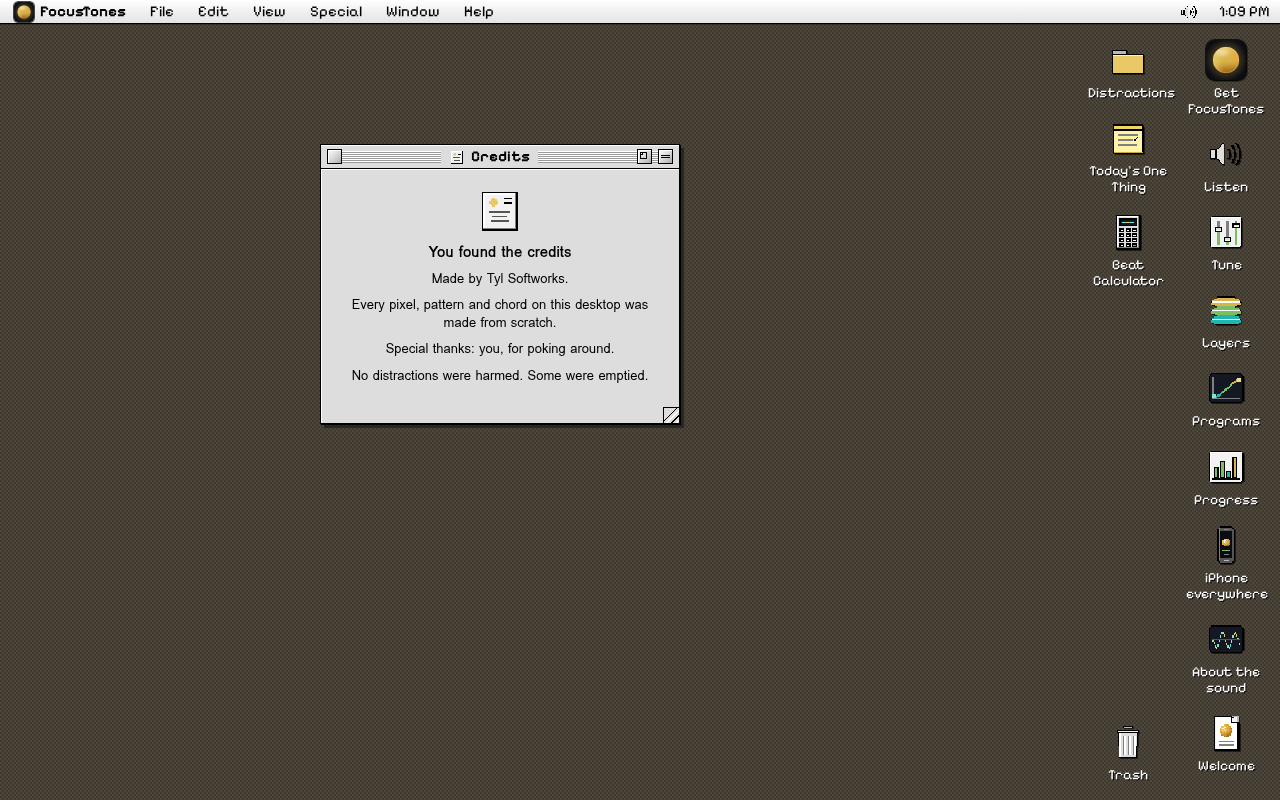 FocusTones File Edit View Special Window Help 1:09 PM
Credits
You found the credits
Made by Tyl Softworks.
Every pixel, pattern and chord on this desktop was
made from scratch.
Special thanks: you, for poking around.
No distractions were harmed. Some were emptied.
Distractions
Today's One
Thing
Beat
Calculator
Trash
Get
FocusTones
Listen
Tune
Layers
Programs
Progress
iPhone
everywhere
About the
sound
Welcome